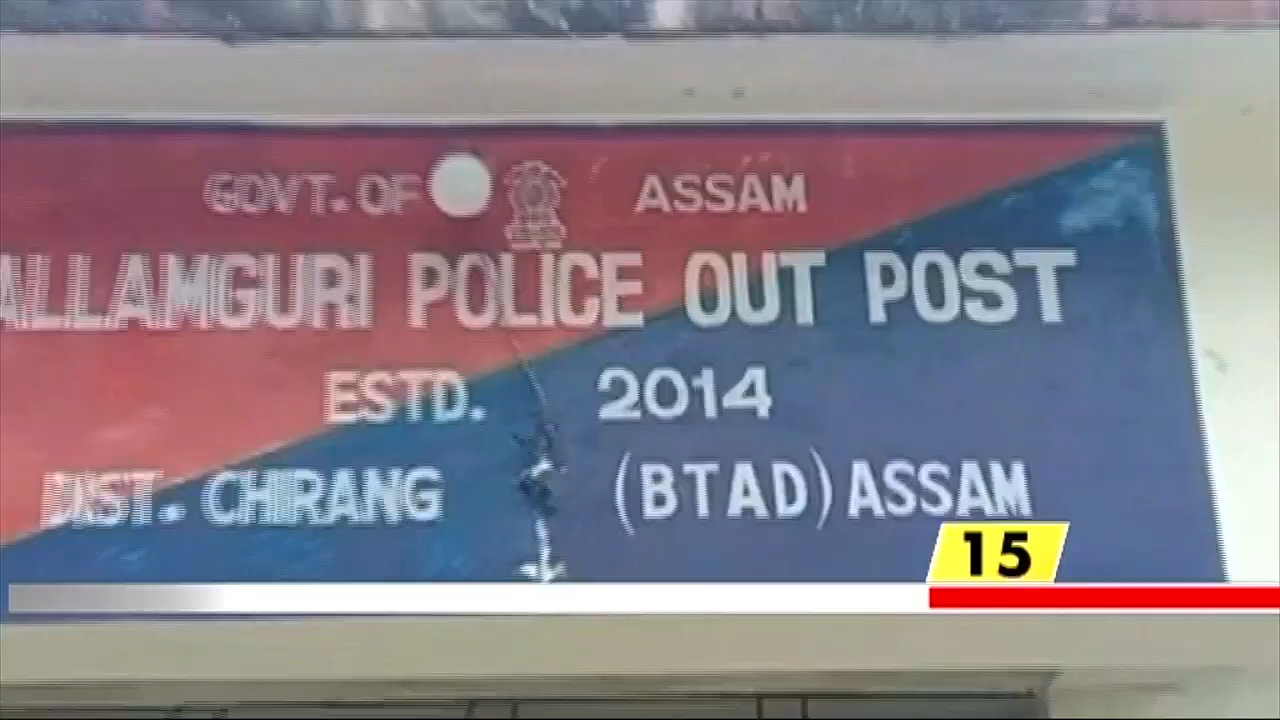 GOVT. OF ASSAM
ALLAMGURI POLICE OUT POST
ESTD. 2014
DIST. CHIRANG (BTAD) ASSAM
15